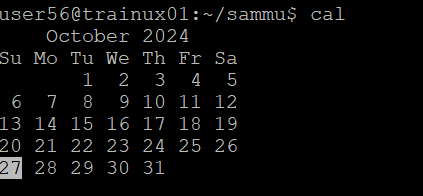 user56@trainux01:~/sammu$ cal
    October 2024
Su Mo Tu We Th Fr Sa
       1  2  3  4  5
 6  7  8  9 10 11 12
13 14 15 16 17 18 19
20 21 22 23 24 25 26
27 28 29 30 31